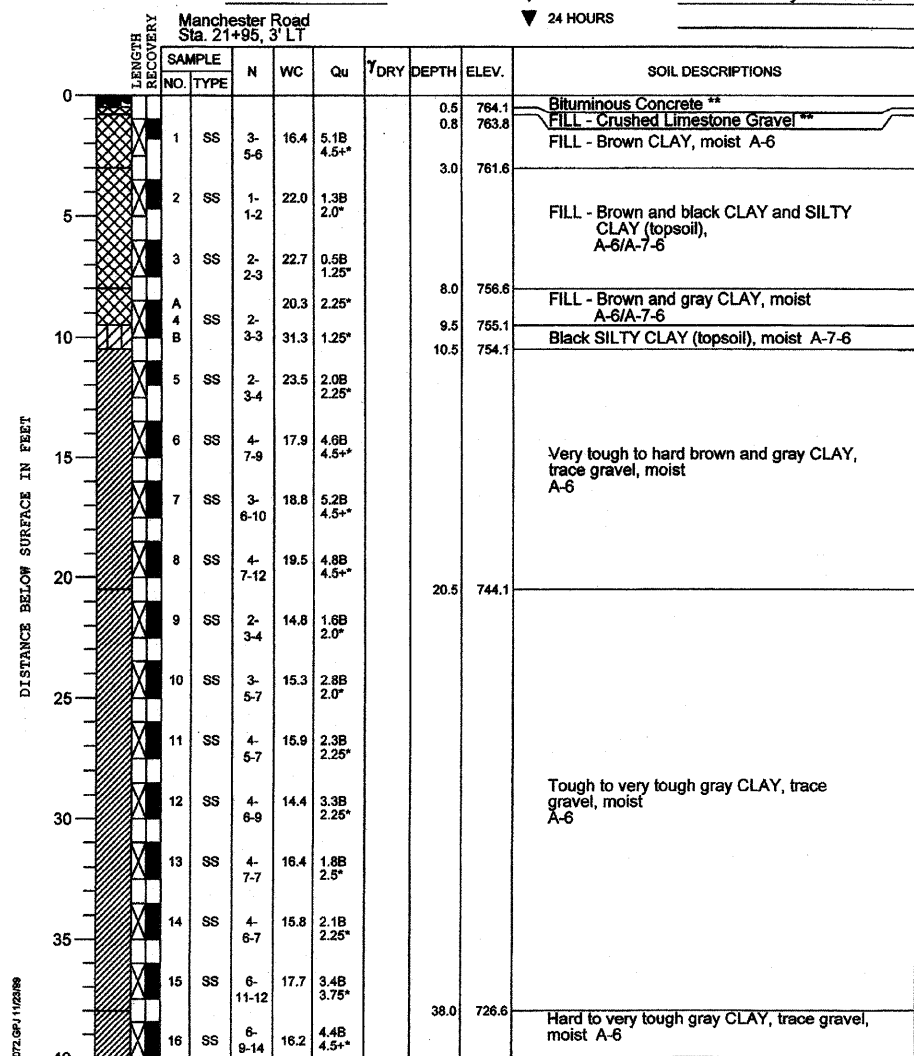 Manchester Road
Sta. 21+95, 3' LT
▼ 24 HOURS
LENGTH
RECOVERY
SAMPLE
NO. TYPE
N
WC
Qu
γDRY
DEPTH
ELEV.
SOIL DESCRIPTIONS
0
0.5 764.1 Bituminous Concrete **
0.8 763.8 FILL - Crushed Limestone Gravel **
1 SS 3- 16.4 5.1B
5-6 4.5+*
FILL - Brown CLAY, moist A-6
3.0 761.6
2 SS 1- 22.0 1.3B
1-2 2.0*
5
FILL - Brown and black CLAY and SILTY
CLAY (topsoil),
A-6/A-7-6
3 SS 2- 22.7 0.5B
2-3 1.25*
8.0 756.6
A 20.3 2.25*
FILL - Brown and gray CLAY, moist
A-6/A-7-6
4 SS 2-
9.5 755.1
B 3-3 31.3 1.25*
10
Black SILTY CLAY (topsoil), moist A-7-6
10.5 754.1
5 SS 2- 23.5 2.0B
3-4 2.25*
6 SS 4- 17.9 4.6B
7-9 4.5+*
15
Very tough to hard brown and gray CLAY,
trace gravel, moist
A-6
7 SS 3- 18.8 5.2B
6-10 4.5+*
8 SS 4- 19.5 4.8B
7-12 4.5+*
20
20.5 744.1
9 SS 2- 14.8 1.6B
3-4 2.0*
10 SS 3- 15.3 2.8B
5-7 2.0*
25
11 SS 4- 15.9 2.3B
5-7 2.25*
Tough to very tough gray CLAY, trace
gravel, moist
A-6
12 SS 4- 14.4 3.3B
6-9 2.25*
30
13 SS 4- 16.4 1.8B
7-7 2.5*
14 SS 4- 15.8 2.1B
6-7 2.25*
35
15 SS 6- 17.7 3.4B
11-12 3.75*
38.0 726.6
Hard to very tough gray CLAY, trace gravel,
moist A-6
16 SS 6- 16.2 4.4B
9-14 4.5+*
DISTANCE BELOW SURFACE IN FEET
072.GPJ 11/23/99